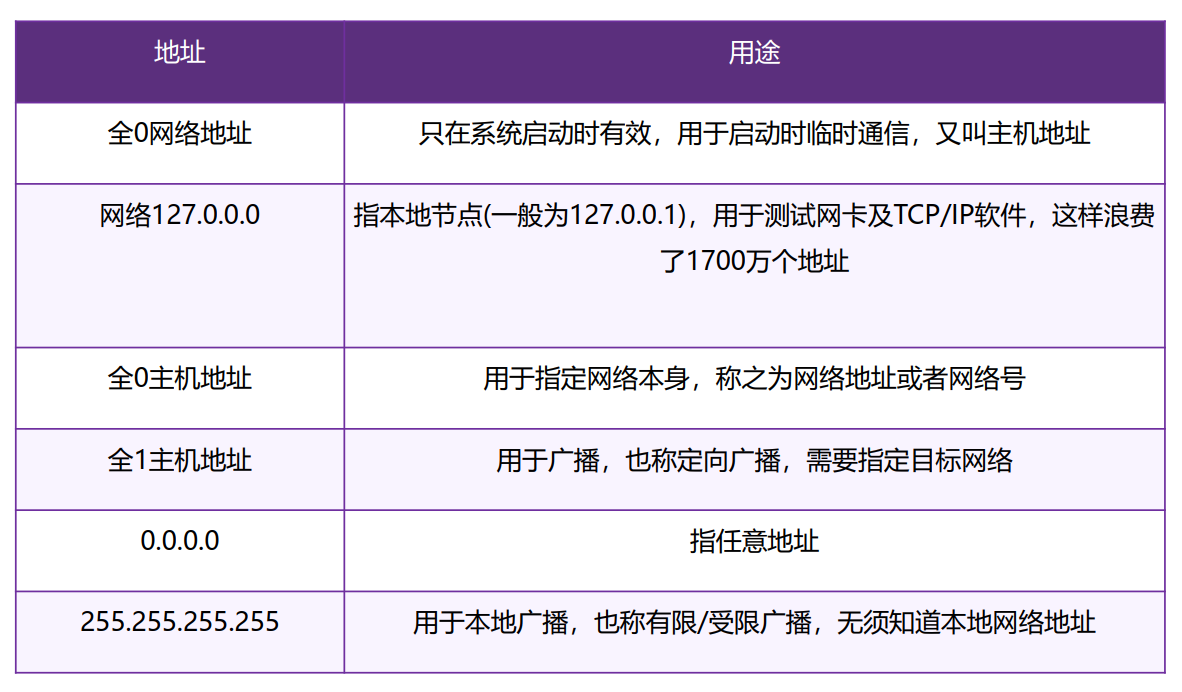 地址
用途
全0网络地址
只在系统启动时有效，用于启动时临时通信，又叫主机地址
网络127.0.0.0
指本地节点(一般为127.0.0.1)，用于测试网卡及TCP/IP软件，这样浪费
了1700万个地址
全0主机地址
用于指定网络本身，称之为网络地址或者网络号
全1主机地址
用于广播，也称定向广播，需要指定目标网络
0.0.0.0
指任意地址
255.255.255.255
用于本地广播，也称有限/受限广播，无须知道本地网络地址